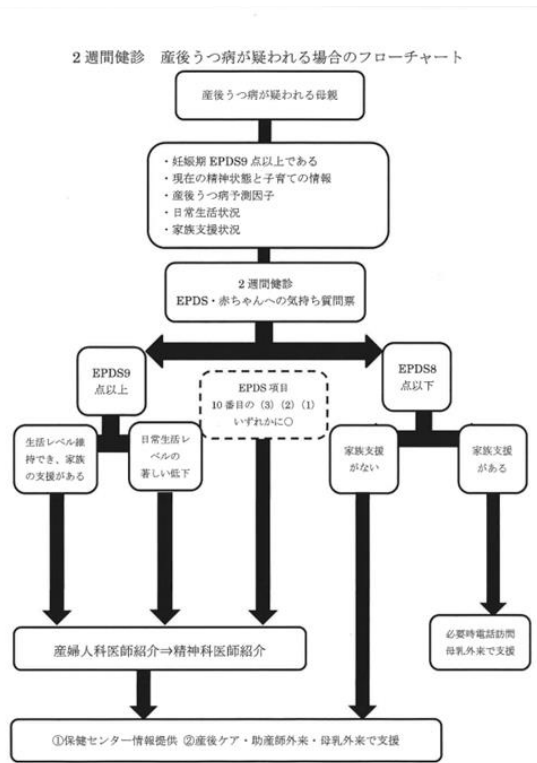 2週間健診　産後うつ病が疑われる場合のフローチャート
産後うつ病が疑われる母親
・妊娠期 EPDS9 点以上である
・現在の精神状態と子育ての情報
・産後うつ病予測因子
・日常生活状況
・家族支援状況
2 週間健診
EPDS・赤ちゃんへの気持ち質問票
EPDS9
点以上
EPDS 項目
10 番目の（3）（2）（1）
いずれかに○
EPDS8
点以下
生活レベル維
持でき、家族
の支援がある
日常生活レ
ベルの
著しい低下
家族支援
がない
家族支援
がある
産婦人科医師紹介⇒精神科医師紹介
必要時電話訪問
母乳外来で支援
①保健センター情報提供 ②産後ケア・助産師外来・母乳外来で支援